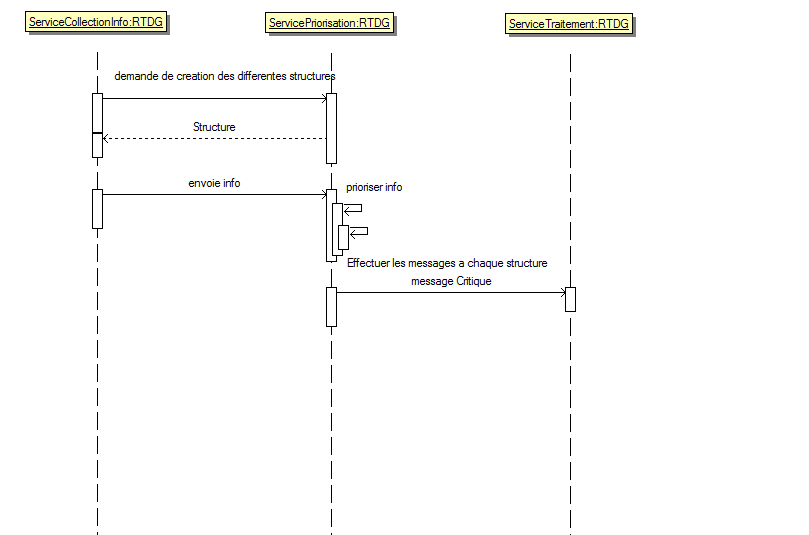 ServiceCollectionInfo:RTDG
ServicePriorisation:RTDG
ServiceTraitement:RTDG
demande de creation des differentes structures
Structure
envoie info
prioriser info
Effectuer les messages a chaque structure
message Critique